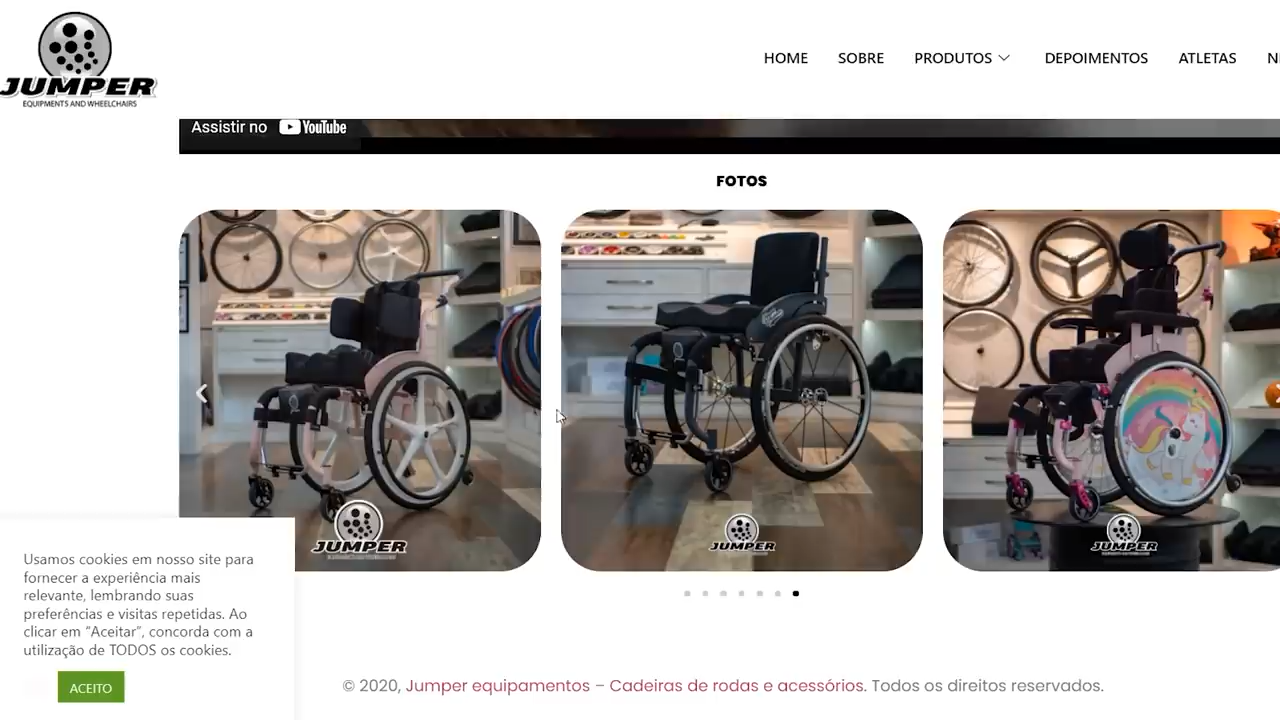 JUMPER
EQUIPMENTS AND WHEELCHAIRS
HOME SOBRE PRODUTOS DEPOIMENTOS ATLETAS
Assistir no YouTube
FOTOS
JUMPER
JUMPER
JUMPER
Usamos cookies em nosso site para
fornecer a experiência mais
relevante, lembrando suas
preferências e visitas repetidas. Ao
clicar em “Aceitar”, concorda com a
utilização de TODOS os cookies.
ACEITO
© 2020, Jumper equipamentos – Cadeiras de rodas e acessórios. Todos os direitos reservados.